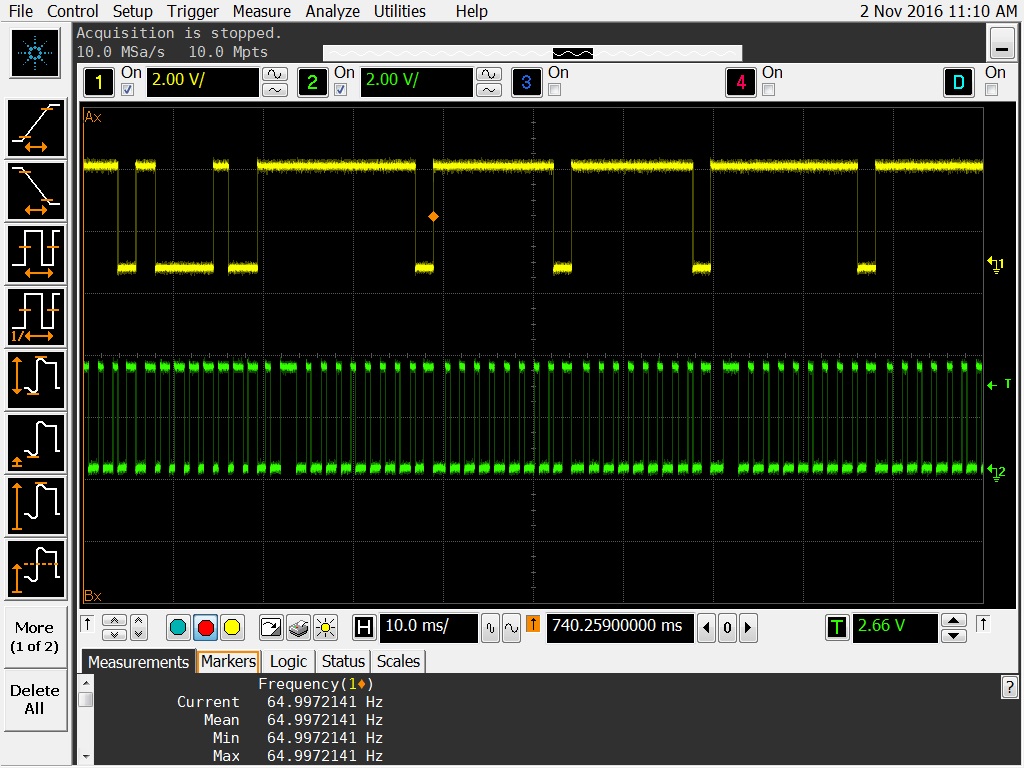 File Control Setup Trigger Measure Analyze Utilities Help 2 Nov 2016 11:10 AM
Acquisition is stopped.
10.0 MSa/s 10.0 Mpts
1 On 2.00 V/ 2 On 2.00 V/ 3 On 4 On D On
Ax
1
T
2
Bx
1/
More
(1 of 2)
Delete
All
H 10.0 ms/ 740.25900000 ms 0 T 2.66 V
Measurements Markers Logic Status Scales
Frequency(1)
Current 64.9972141 Hz
Mean 64.9972141 Hz
Min 64.9972141 Hz
Max 64.9972141 Hz
?